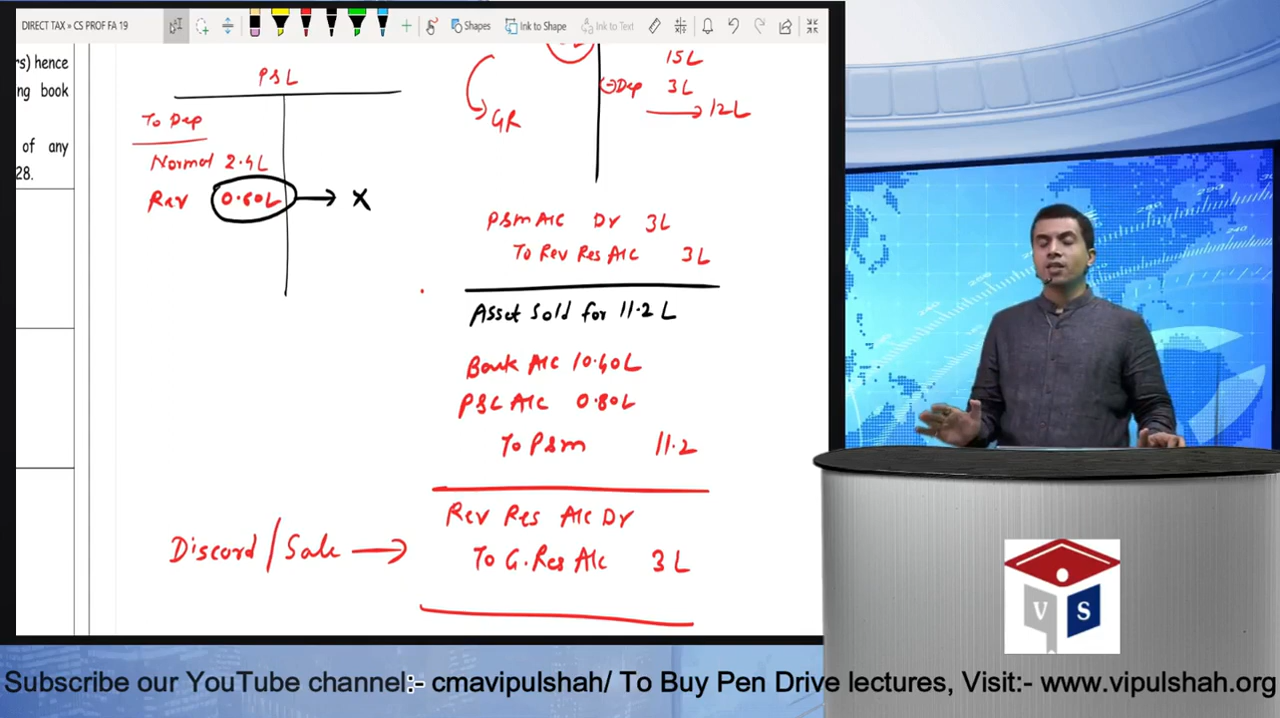 DIRECT TAX » CS PROF FA 19
Shapes
Ink to Shape
Ink to Text
rs) hence
ng book
of any
28.
P&L
To Dep
Normal 2.4L
Rev 0.60L → X
15L
(-) Dep 3L
→ 12L
GR
P&M A/c Dr 3L
To Rev Res A/c 3L
Asset Sold for 11.2 L
Bank A/c 10.40L
P&L A/c 0.80L
To P&M 11.2
Rev Res A/c Dr
Discard/Sale →
To G.Res A/c 3L
V S
Subscribe our YouTube channel:- cmavipulshah/ To Buy Pen Drive lectures, Visit:- www.vipulshah.org